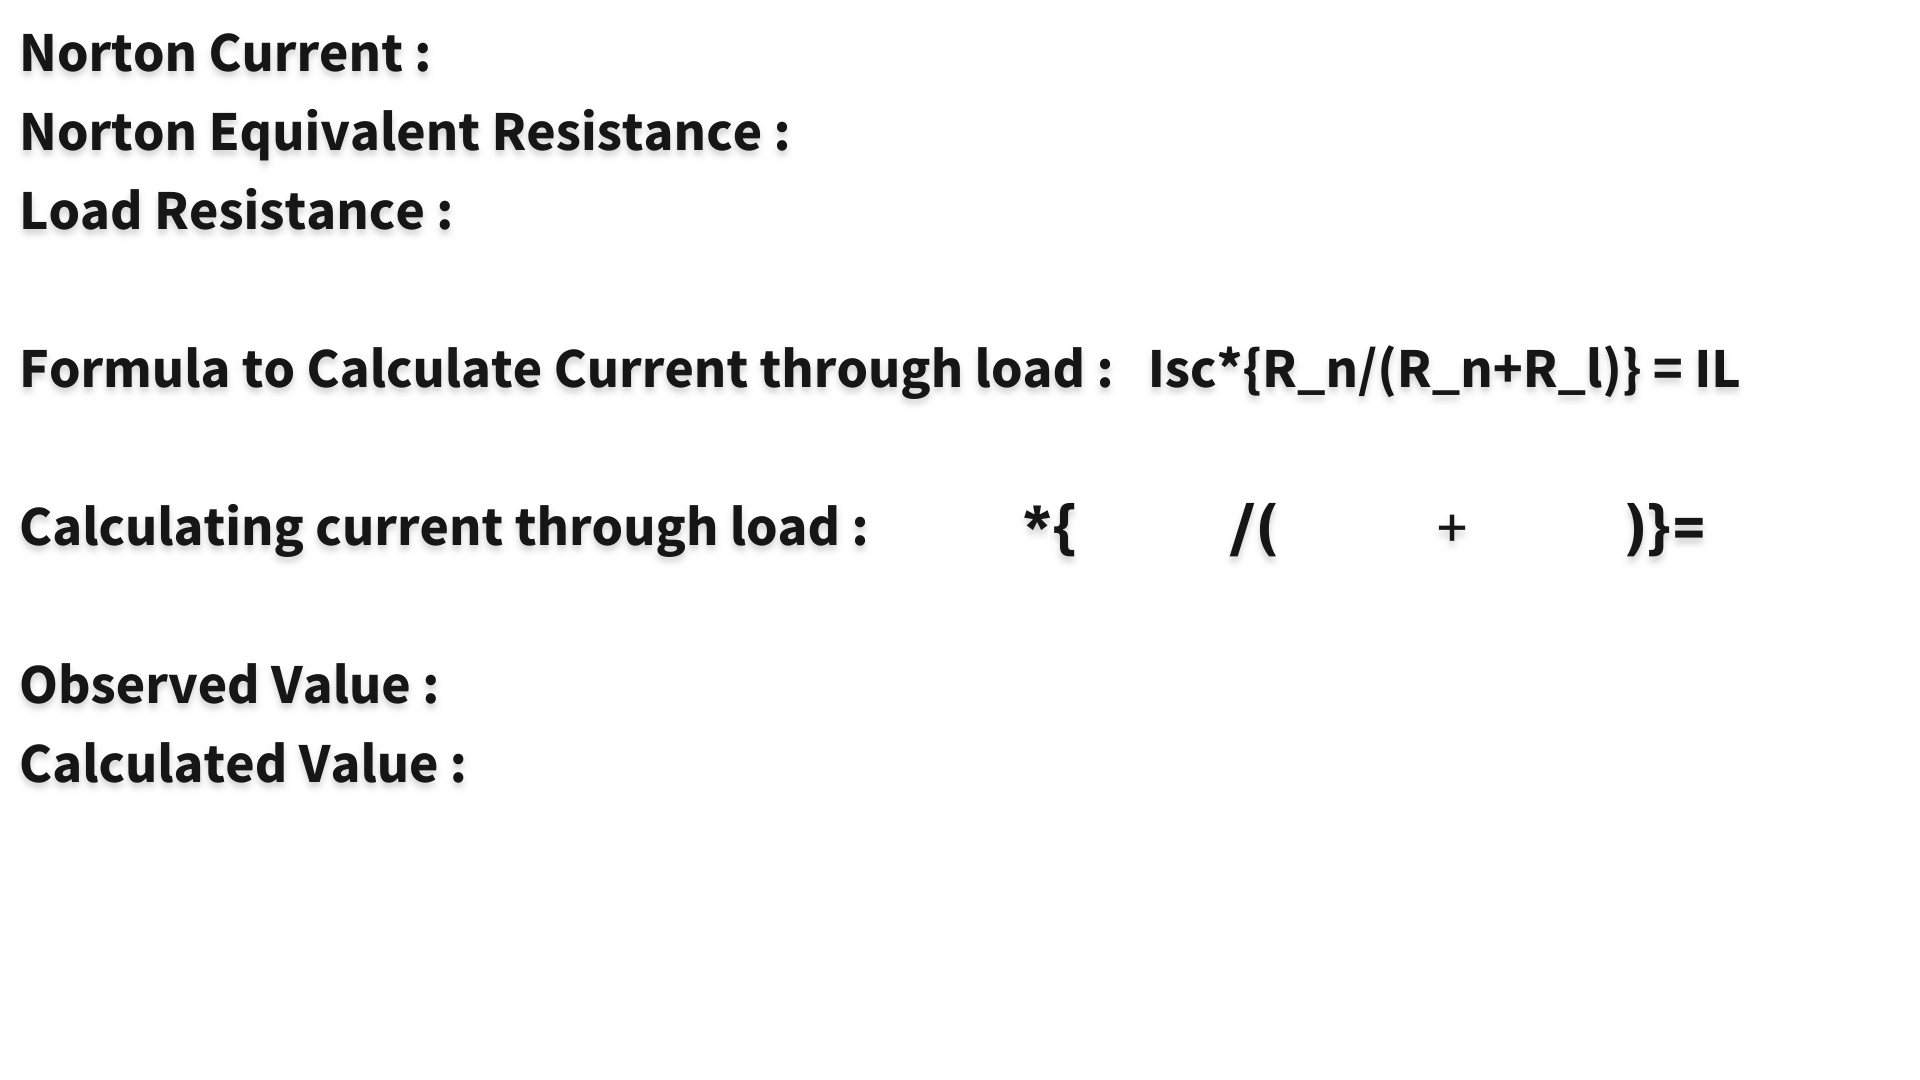 Norton Current :
Norton Equivalent Resistance :
Load Resistance :
Formula to Calculate Current through load : Isc*{R_n/(R_n+R_l)} = IL
Calculating current through load : *{ /( + )}=
Observed Value :
Calculated Value :